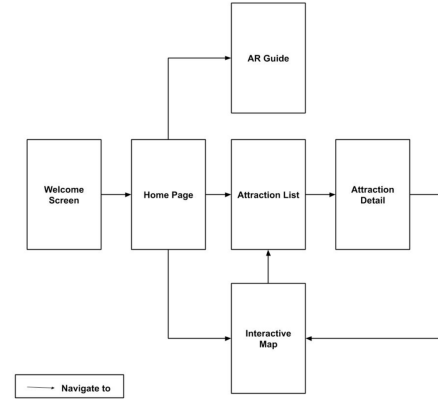 AR Guide
Welcome
Screen
Home Page
Attraction List
Attraction
Detail
Interactive
Map
Navigate to